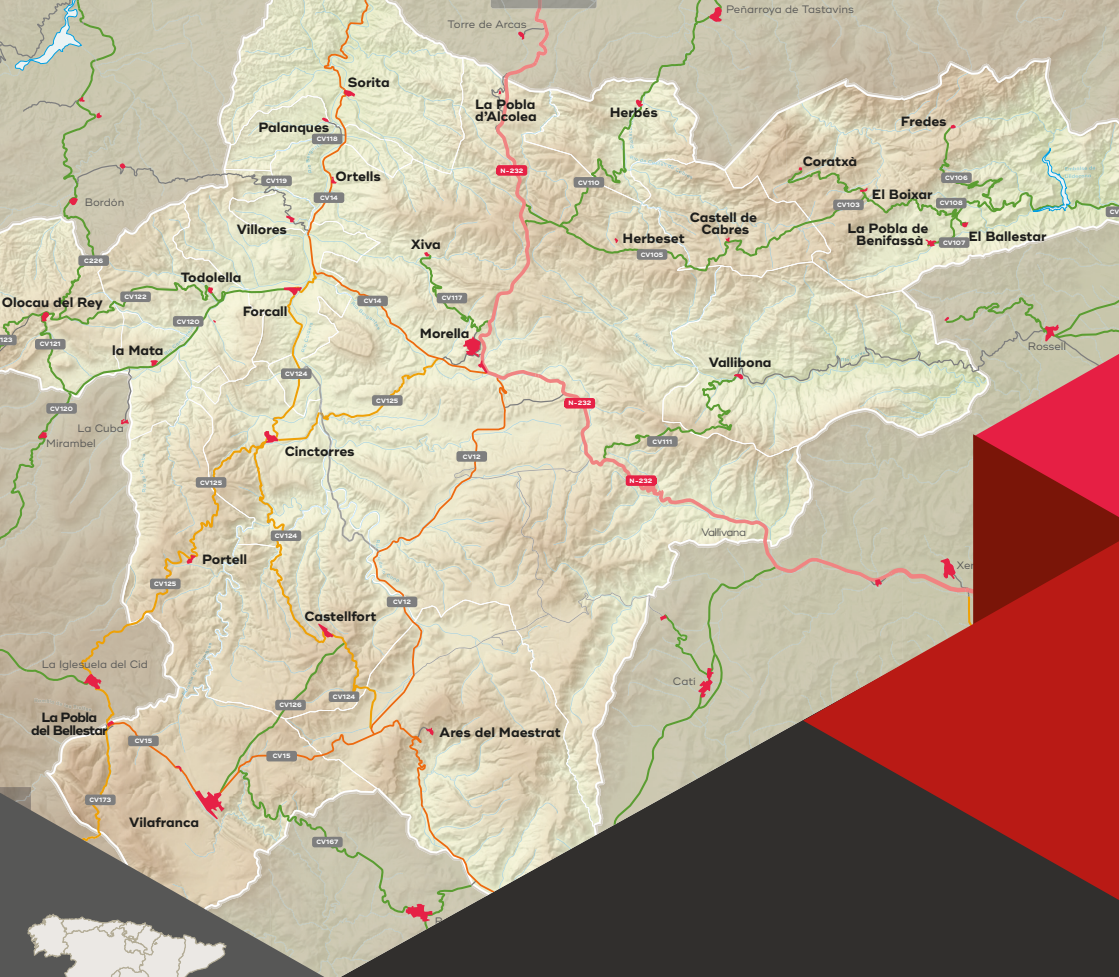 Torre de Arcas
Peñarroya de Tastavins
Sorita
La Pobla
d'Alcolea
Herbés
Palanques
CV118
Fredes
Coratxà
N-232
Ortells
CV119
CV110
CV106
CV14
El Boixar
CV103
CV108
Bordón
Castell de
Cabres
Villores
La Pobla de
Benifassà
El Ballestar
CV107
Herbeset
Xiva
CV105
C226
Todolella
CV122
CV117
CV14
Olocau del Rey
Forcall
CV120
Morella
123
CV121
la Mata
Rossell
Vallibona
CV124
CV125
N-232
CV120
La Cuba
Mirambel
CV111
Cinctorres
CV12
CV125
N-232
Vallivana
CV124
Portell
Xer
CV125
CV12
Castellfort
La Iglesuela del Cid
Cati
CV124
CV126
La Pobla
del Bellestar
Ares del Maestrat
CV15
CV15
CV173
Vilafranca
CV167